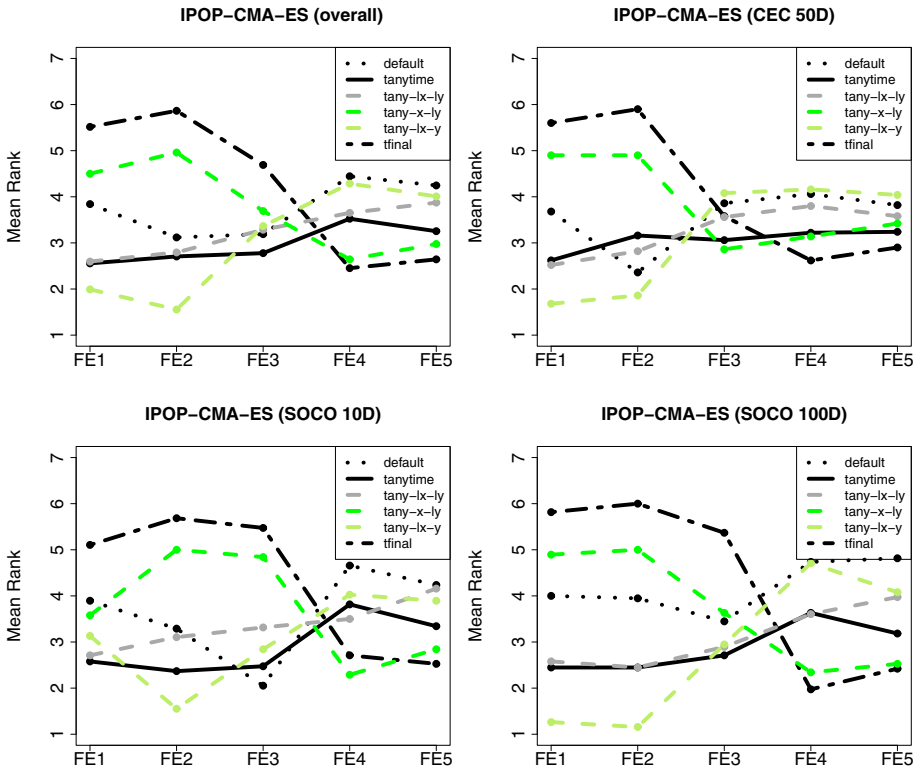 IPOP−CMA−ES (overall)
7
6
5
4
3
2
1
Mean Rank
default
tanytime
tany−lx−ly
tany−x−ly
tany−lx−y
tfinal
FE1 FE2 FE3 FE4 FE5
IPOP−CMA−ES (CEC 50D)
7
6
5
4
3
2
1
Mean Rank
default
tanytime
tany−lx−ly
tany−x−ly
tany−lx−y
tfinal
FE1 FE2 FE3 FE4 FE5
IPOP−CMA−ES (SOCO 10D)
7
6
5
4
3
2
1
Mean Rank
default
tanytime
tany−lx−ly
tany−x−ly
tany−lx−y
tfinal
FE1 FE2 FE3 FE4 FE5
IPOP−CMA−ES (SOCO 100D)
7
6
5
4
3
2
1
Mean Rank
default
tanytime
tany−lx−ly
tany−x−ly
tany−lx−y
tfinal
FE1 FE2 FE3 FE4 FE5